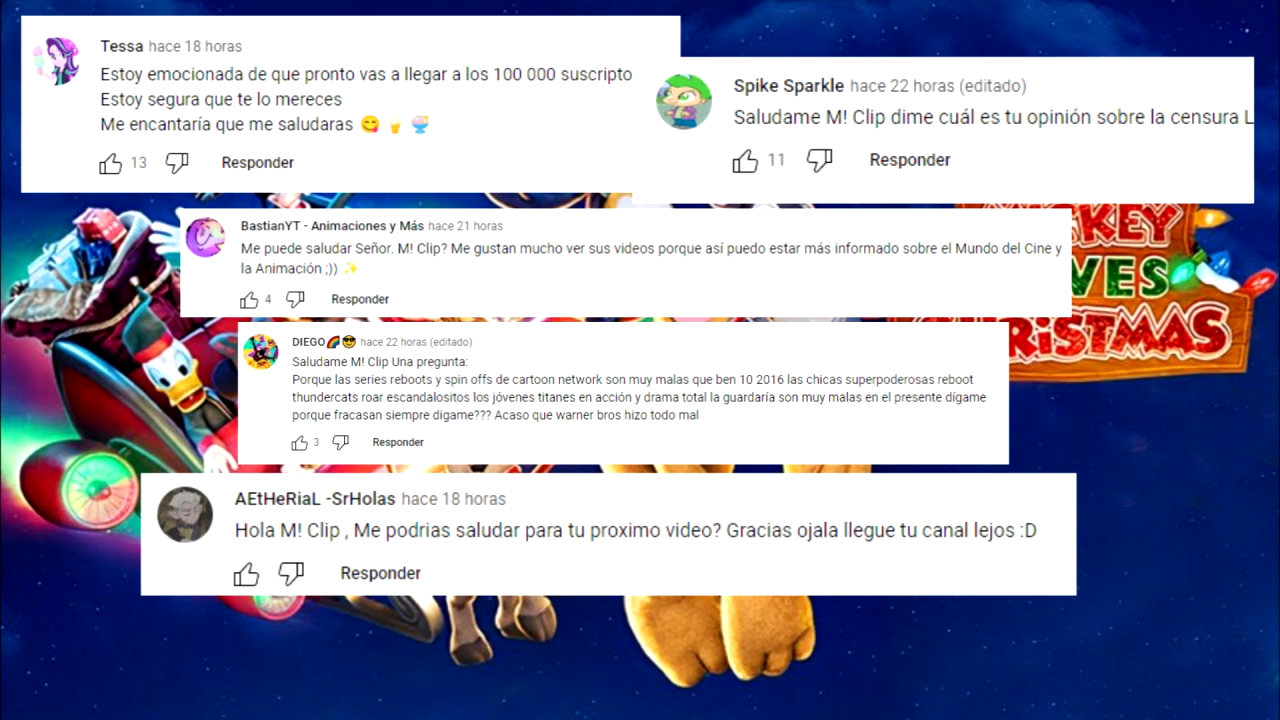 Tessa hace 18 horas
Estoy emocionada de que pronto vas a llegar a los 100 000 suscripto
Estoy segura que te lo mereces
Me encantaría que me saludaras 😋 🍺 🍨
13 Responder
Spike Sparkle hace 22 horas (editado)
Saludame M! Clip dime cuál es tu opinión sobre la censura L
11 Responder
BastianYT - Animaciones y Más hace 21 horas
Me puede saludar Señor. M! Clip? Me gustan mucho ver sus videos porque así puedo estar más informado sobre el Mundo del Cine y
la Animación ;)) ✨
4 Responder
DIEGO🌈😎 hace 22 horas (editado)
Saludame M! Clip Una pregunta:
Porque las series reboots y spin offs de cartoon network son muy malas que ben 10 2016 las chicas superpoderosas reboot
thundercats roar escandalositos los jóvenes titanes en acción y drama total la guardaría son muy malas en el presente dígame
porque fracasan siempre digame??? Acaso que warner bros hizo todo mal
3 Responder
AEtHeRiaL -SrHolas hace 18 horas
Hola M! Clip , Me podrias saludar para tu proximo video? Gracias ojala llegue tu canal lejos :D
Responder
KEY
VES
RiSTMAS